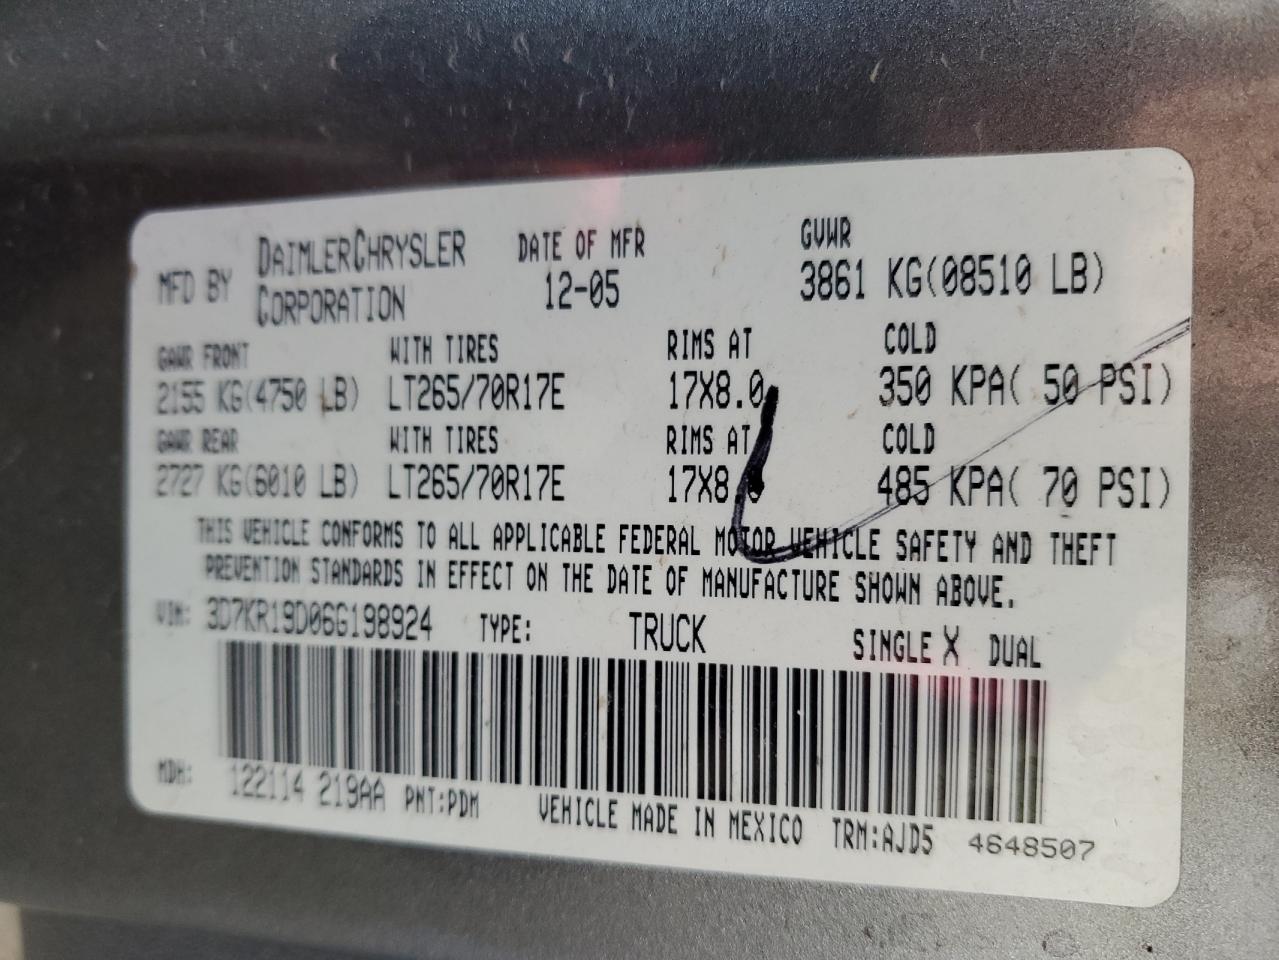 MFD BY DAIMLERCHRYSLER CORPORATION DATE OF MFR 12-05 GVWR 3861 KG(08510 LB)
GAWR FRONT WITH TIRES RIMS AT COLD
2155 KG(4750 LB) LT265/70R17E 17X8.0 350 KPA( 50 PSI)
GAWR REAR WITH TIRES RIMS AT COLD
2727 KG(6010 LB) LT265/70R17E 17X8.0 485 KPA( 70 PSI)
THIS VEHICLE CONFORMS TO ALL APPLICABLE FEDERAL MOTOR VEHICLE SAFETY AND THEFT
PREVENTION STANDARDS IN EFFECT ON THE DATE OF MANUFACTURE SHOWN ABOVE.
VIN: 3D7KR19D06G198924 TYPE: TRUCK SINGLE X DUAL
MDH: 122114 219AA PNT:PDM VEHICLE MADE IN MEXICO TRM:AJD5 4648507